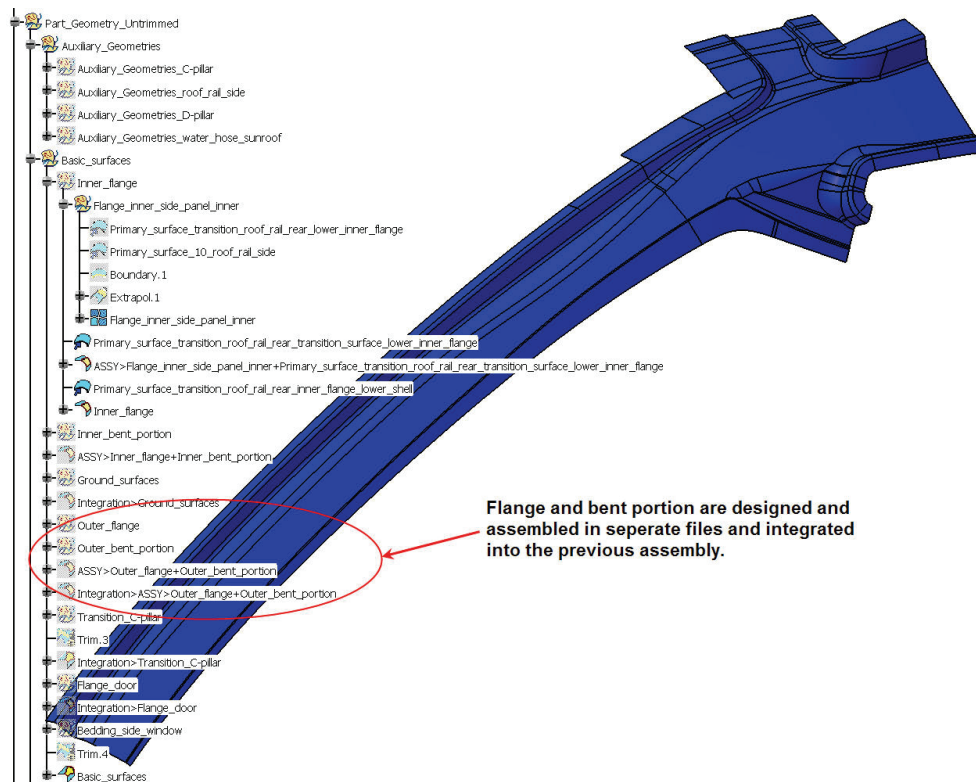 Part_Geometry_Untrimmed
Auxiliary_Geometries
Auxiliary_Geometries_C-pillar
Auxiliary_Geometries_roof_rail_side
Auxiliary_Geometries_D-pillar
Auxiliary_Geometries_water_hose_sunroof
Basic_surfaces
Inner_flange
Flange_inner_side_panel_inner
Primary_surface_transition_roof_rail_rear_lower_inner_flange
Primary_surface_10_roof_rail_side
Boundary.1
Extrapol.1
Flange_inner_side_panel_inner
Primary_surface_transition_roof_rail_rear_transition_surface_lower_inner_flange
ASSY>Flange_inner_side_panel_inner+Primary_surface_transition_roof_rail_rear_transition_surface_lower_inner_flange
Primary_surface_transition_roof_rail_rear_inner_flange_lower_shell
Inner_flange
Inner_bent_portion
ASSY>Inner_flange+Inner_bent_portion
Ground_surfaces
Integration>Ground_surfaces
Outer_flange
Outer_bent_portion
ASSY>Outer_flange+Outer_bent_portion
Integration>ASSY>Outer_flange+Outer_bent_portion
Transition_C-pillar
Trim.3
Integration>Transition_C-pillar
Flange_door
Integration>Flange_door
Bedding_side_window
Trim.4
Basic_surfaces
Flange and bent portion are designed and
assembled in seperate files and integrated
into the previous assembly.